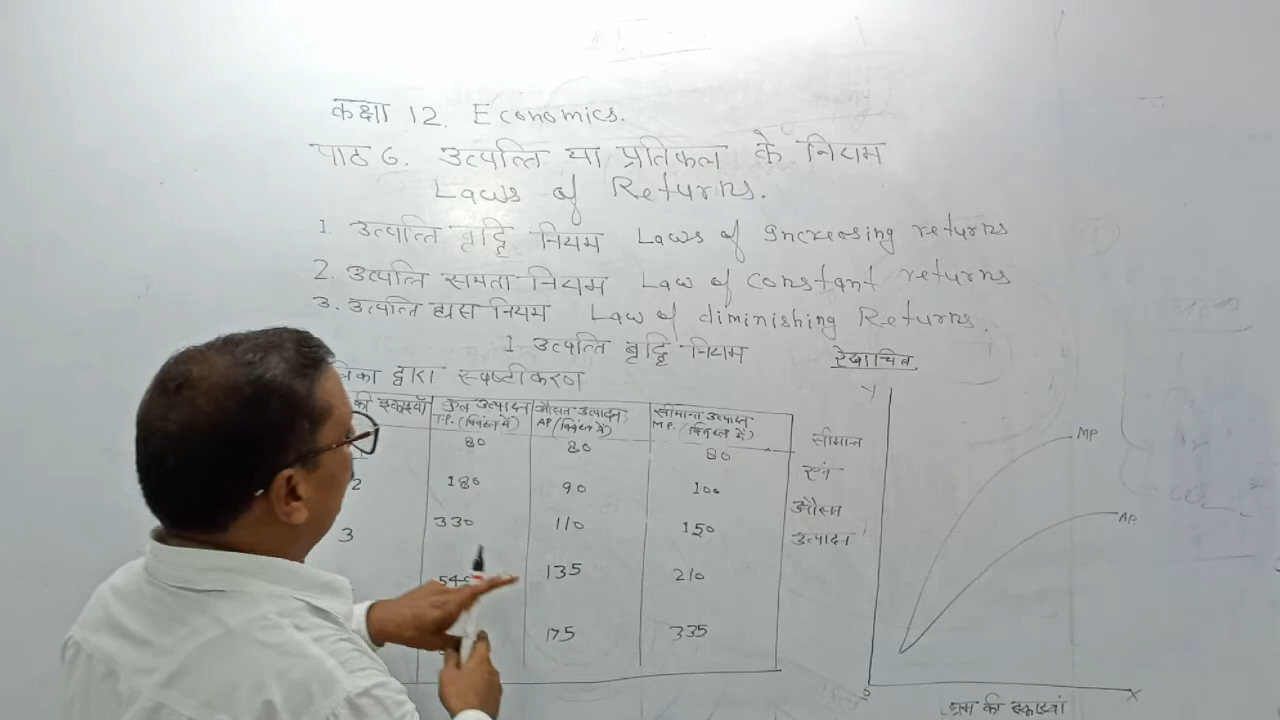 कक्षा 12. Economics.
पाठ 6. उत्पत्ति या प्रतिफल के नियम
Laws of Returns.
1. उत्पत्ति वृद्धि नियम Laws of Increasing returns
2. उत्पत्ति समता नियम Law of Constant returns
3. उत्पत्ति ह्रास नियम Law of diminishing Returns.
1. उत्पत्ति वृद्धि नियम
रेखाचित्र
द्वारा स्पष्टीकरण
की इकाइयाँ कुल उत्पादन औसत उत्पादन सीमान्त उत्पादन
T.P. (क्विंटल में) AP (क्विंटल में) M.P. (क्विंटल में)
80 80 80
2 180 90 100
3 330 110 150
135 210
175 335
Y
सीमान्त
एवं
औसत
उत्पादन
MP
AP
0
X
श्रम की इकाइयां